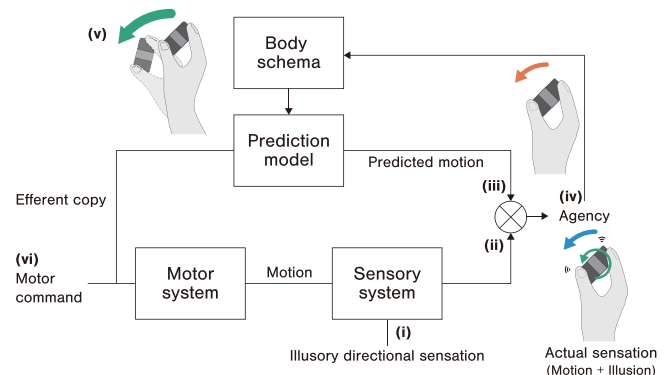 (v)
Body
schema
Prediction
model
Predicted motion
(iii)
(iv)
Agency
Efferent copy
(ii)
(vi)
Motor
command
Motor
system
Motion
Sensory
system
(i)
Illusory directional sensation
Actual sensation
(Motion + Illusion)